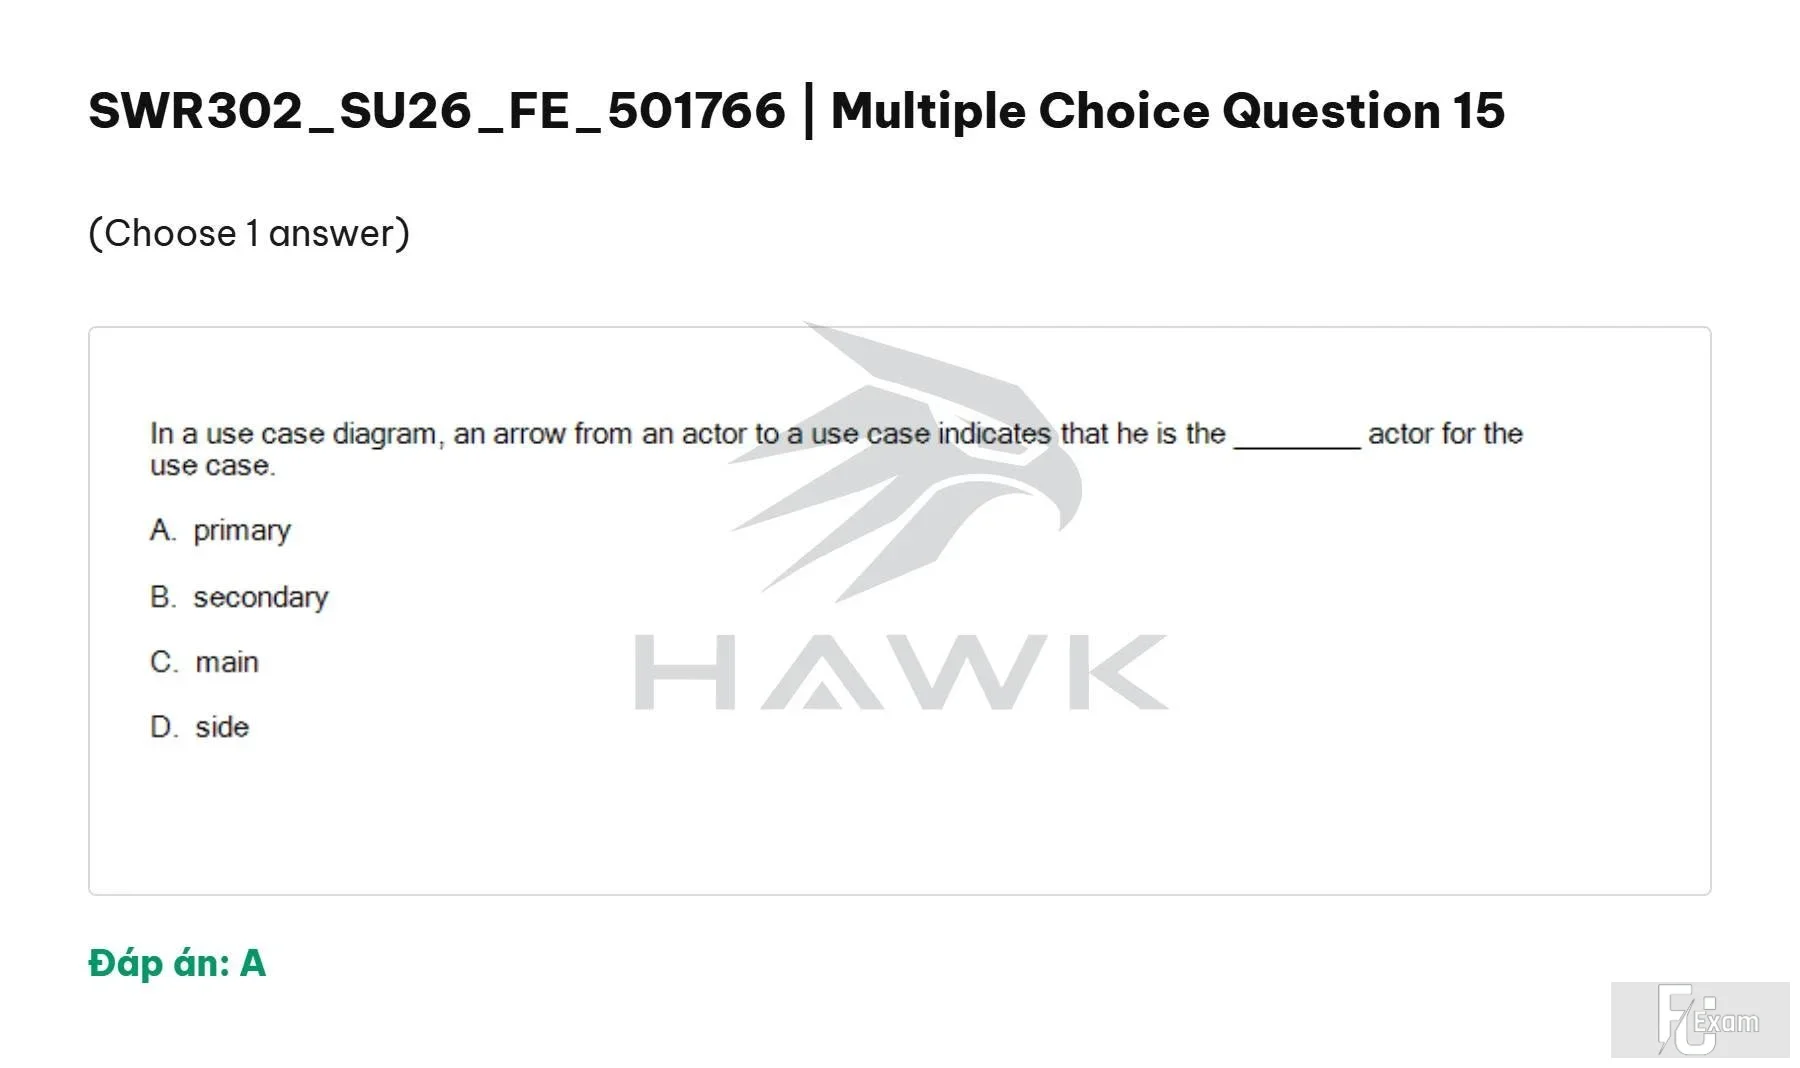 SWR302_SU26_FE_501766 | Multiple Choice Question 15
(Choose 1 answer)
In a use case diagram, an arrow from an actor to a use case indicates that he is the ________ actor for the
use case.
A. primary
B. secondary
C. main
D. side
HAWK
Đáp án: A
FU Exam